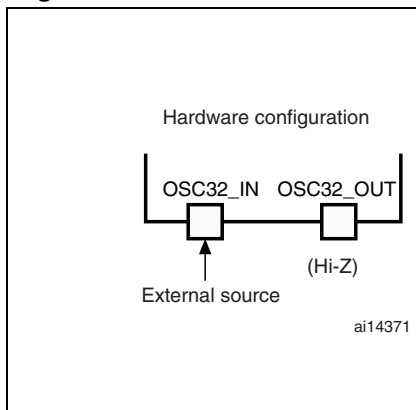 Hardware configuration
OSC32_IN OSC32_OUT
(Hi-Z)
External source
ai14371